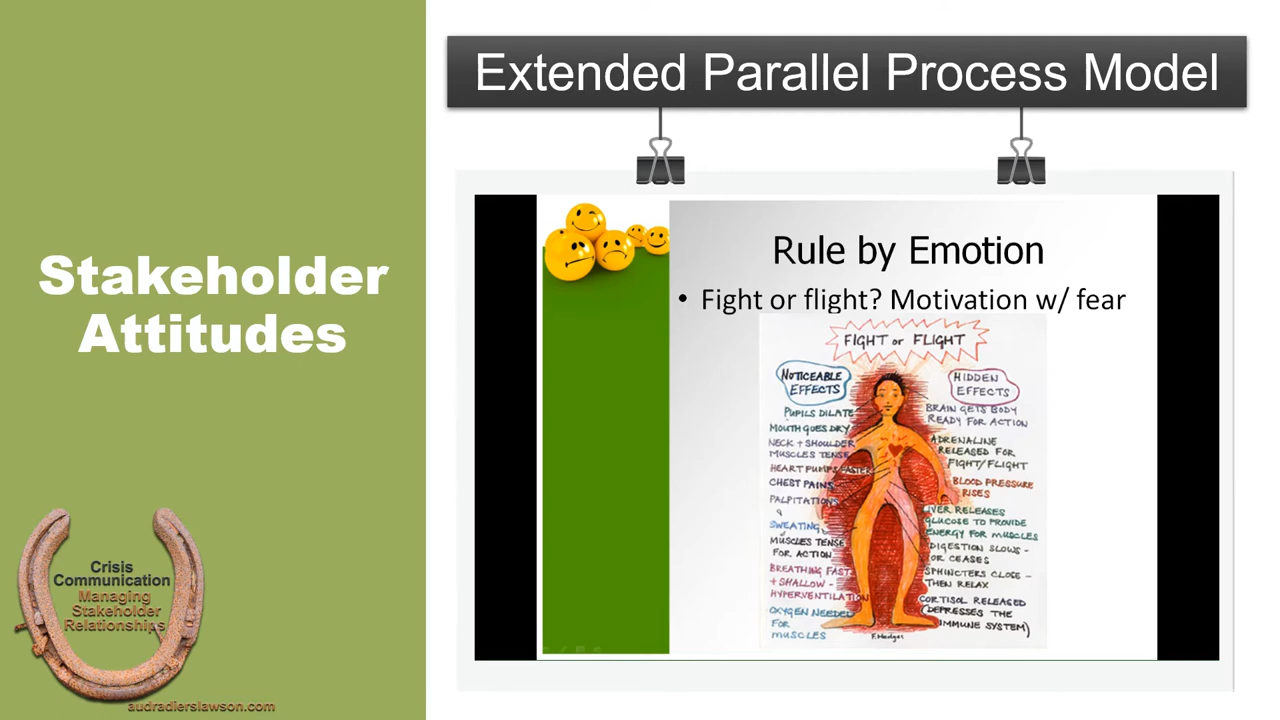 Extended Parallel Process Model
Stakeholder
Attitudes
Rule by Emotion
• Fight or flight? Motivation w/ fear
FIGHT or FLIGHT
NOTICEABLE
EFFECTS
PUPILS DILATE
MOUTH GOES DRY
NECK + SHOULDER
MUSCLES TENSE
HEART PUMPS FASTER
CHEST PAINS
PALPITATIONS
SWEATING
MUSCLES TENSE
FOR ACTION
BREATHING FAST
+ SHALLOW -
HYPERVENTILATION
OXYGEN NEEDED
FOR
MUSCLES
HIDDEN
EFFECTS
BRAIN GETS BODY
READY FOR ACTION
ADRENALINE
RELEASED FOR
FIGHT/FLIGHT
BLOOD PRESSURE
RISES
LIVER RELEASES
GLUCOSE TO PROVIDE
ENERGY FOR MUSCLES
DIGESTION SLOWS -
OR CEASES
SPHINCTERS CLOSE -
THEN RELAX
CORTISOL RELEASED
(DEPRESSES THE
IMMUNE SYSTEM)
Crisis
Communication
Managing
Stakeholder
Relationships
audradierslawson.com